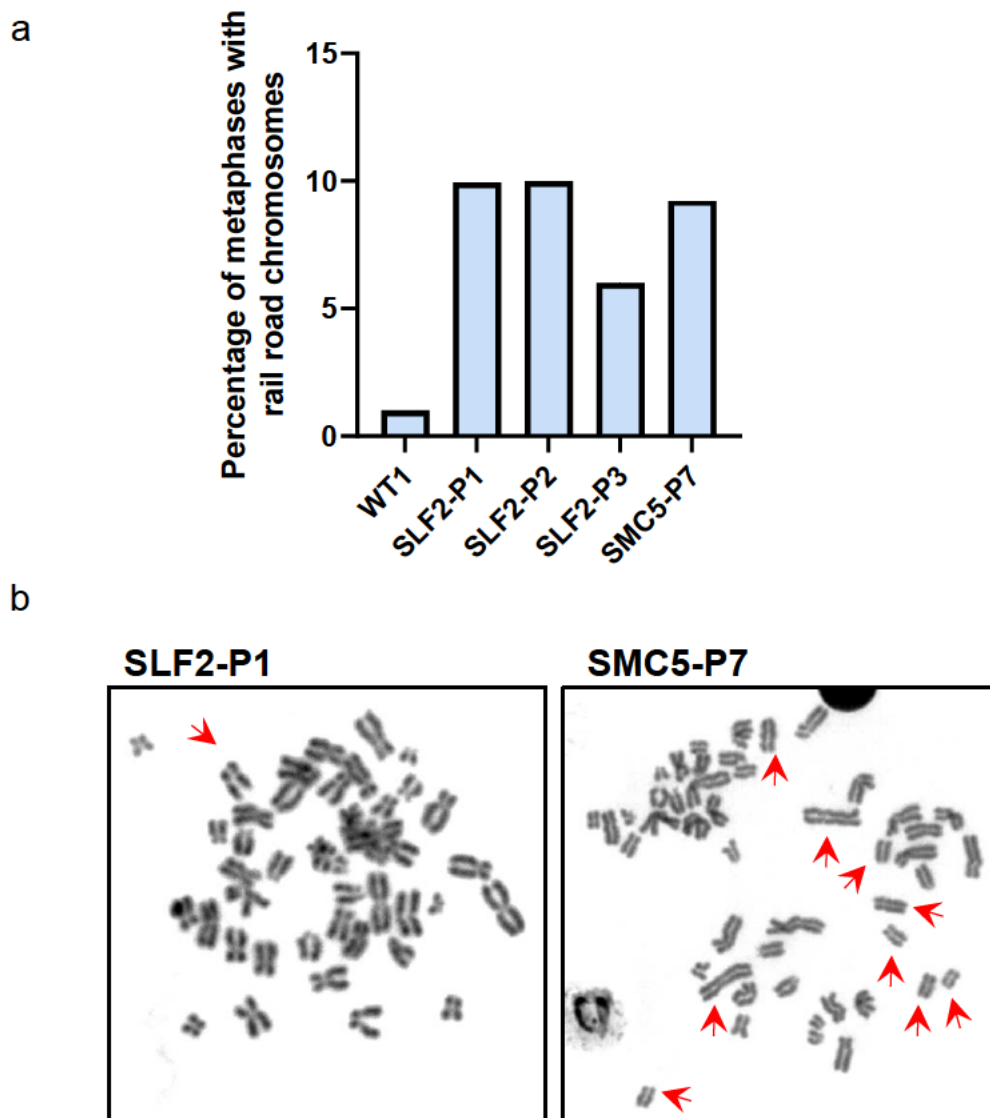 a
Percentage of metaphases with
rail road chromosomes
15
10
5
0
WT1
SLF2-P1
SLF2-P2
SLF2-P3
SMC5-P7
b
SLF2-P1
SMC5-P7